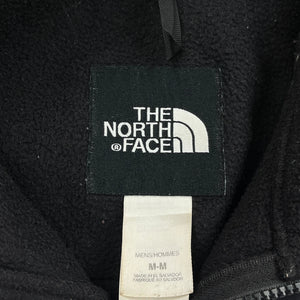 THE
NORTH
® FACE
MENS/HOMMES
M-M
MADE IN EL SALVADOR
FABRIQUÉ AU SALVADOR